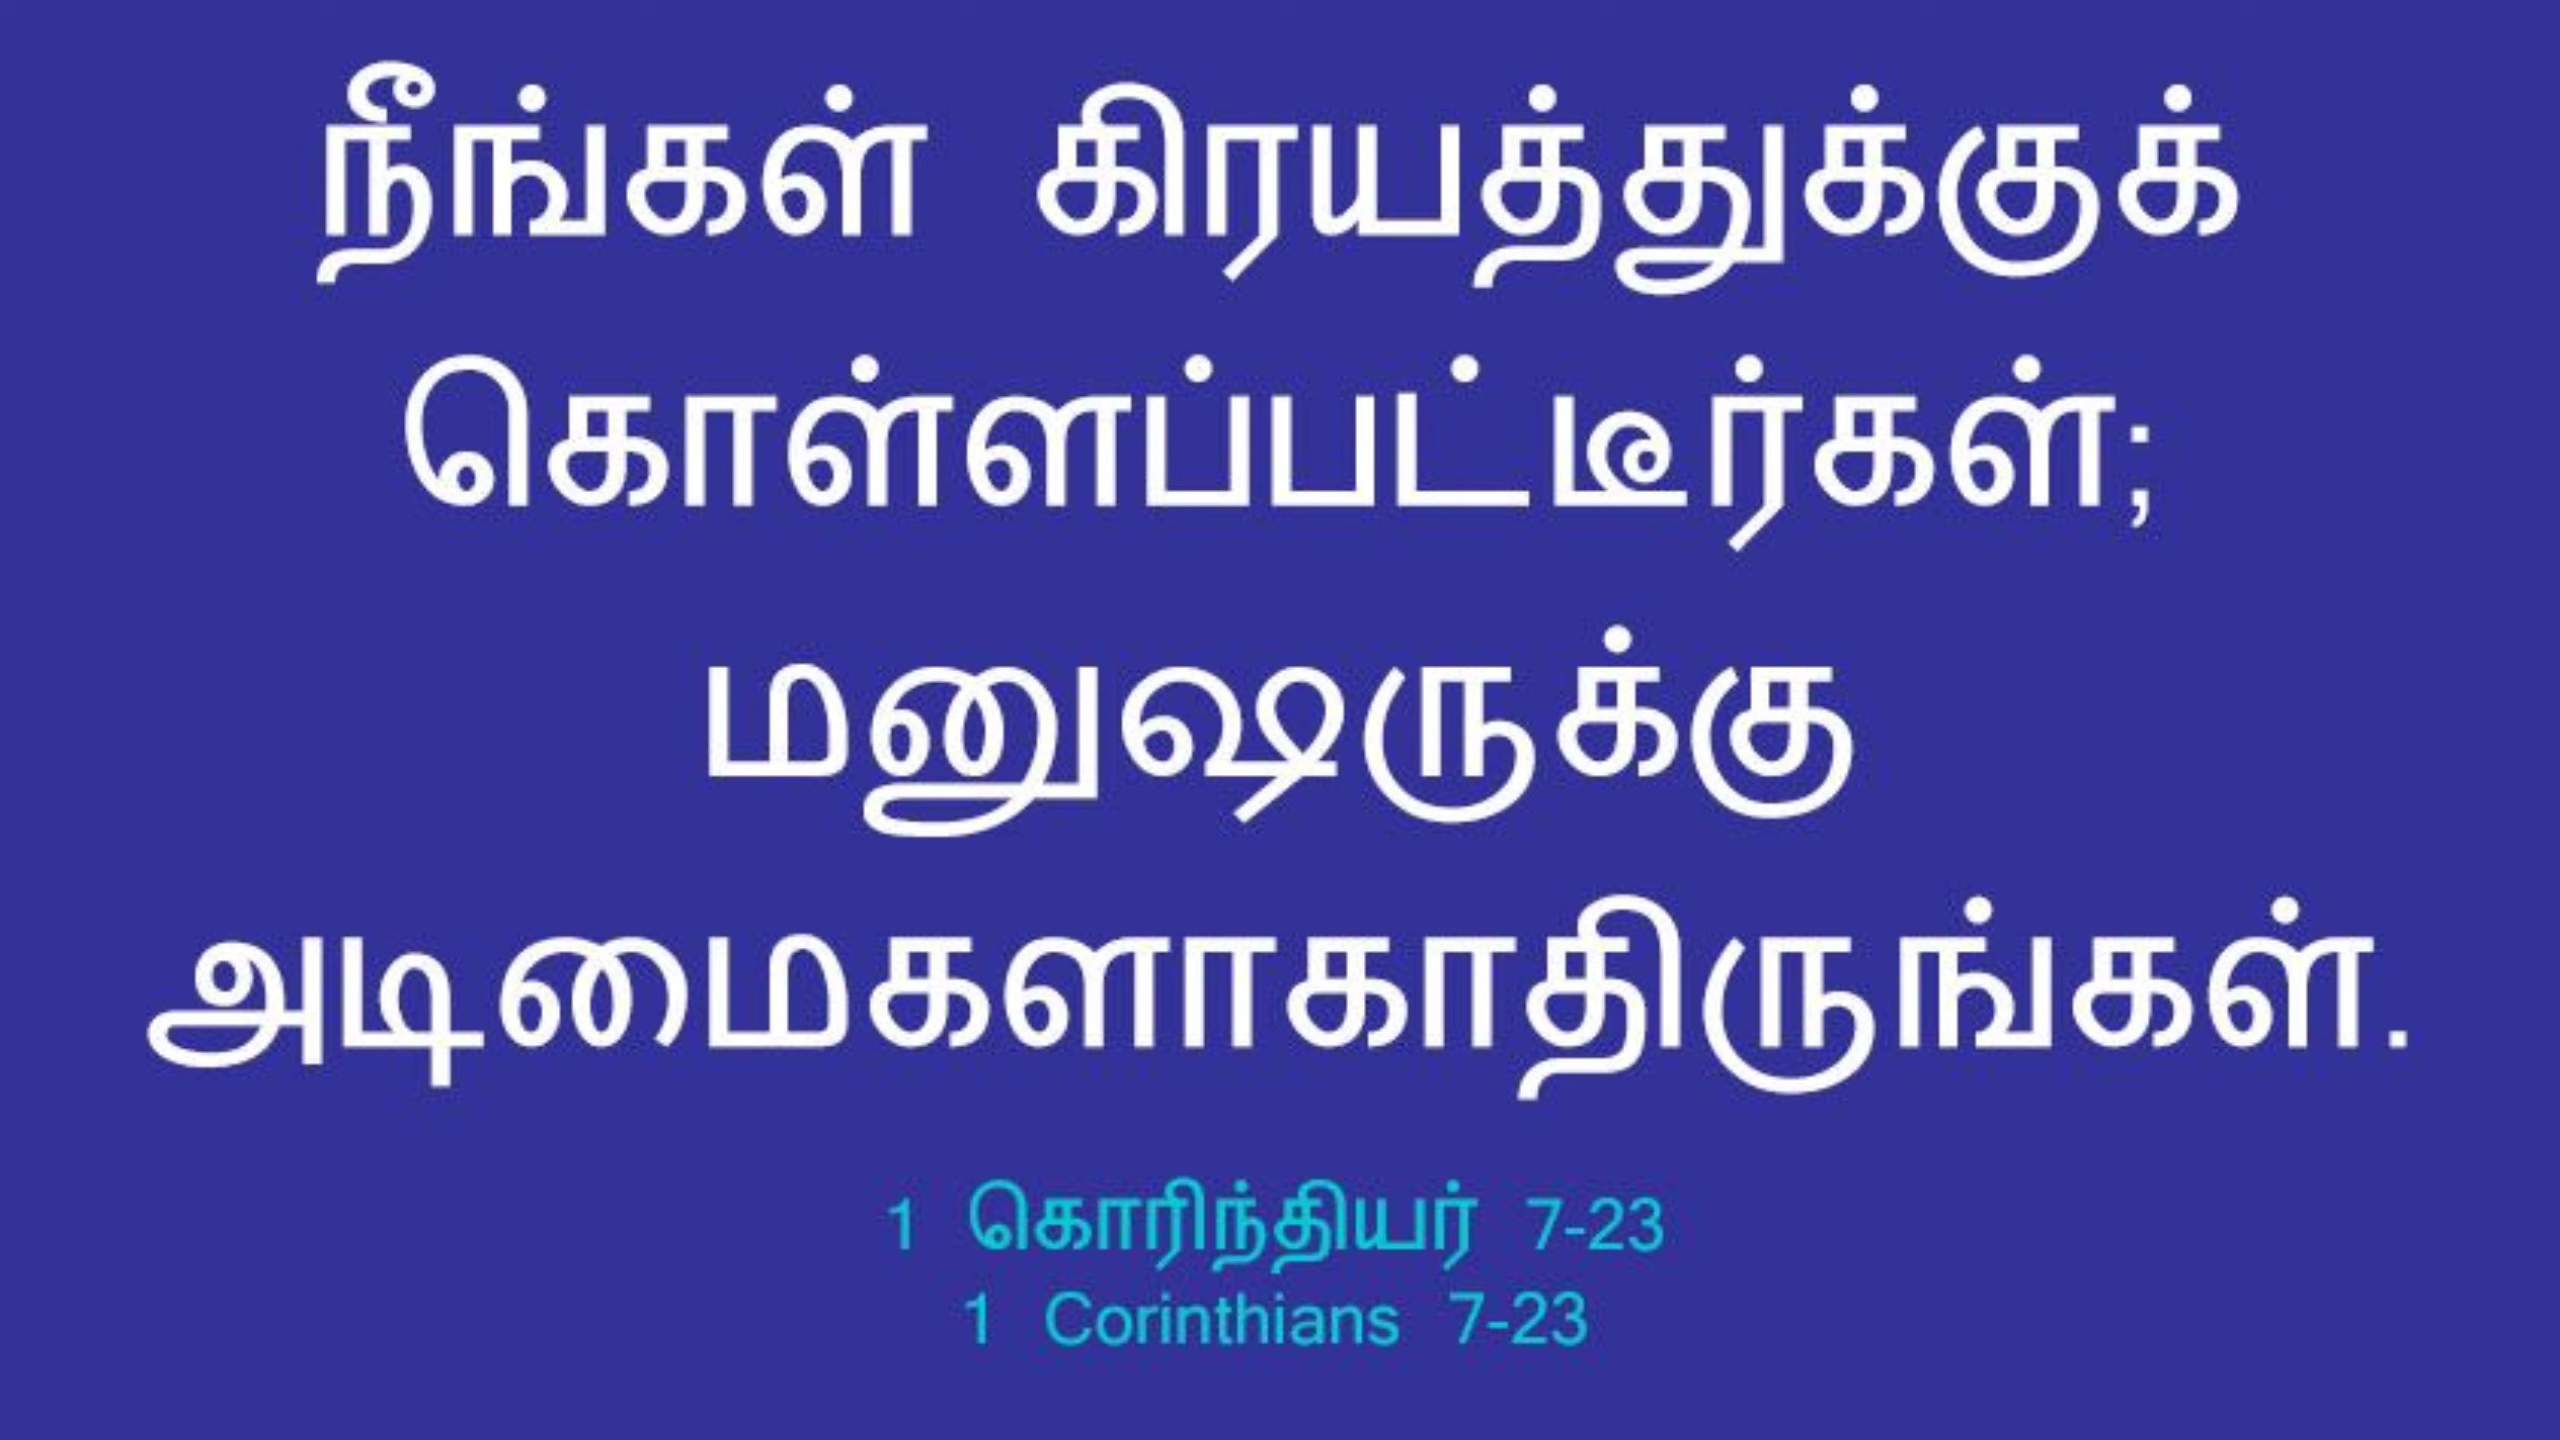 நீங்கள் கிரயத்துக்குக்
கொள்ளப்பட்டீர்கள்;
மனுஷருக்கு
அடிமைகளாகாதிருங்கள்.
1 கொரிந்தியர் 7-23
1 Corinthians 7-23